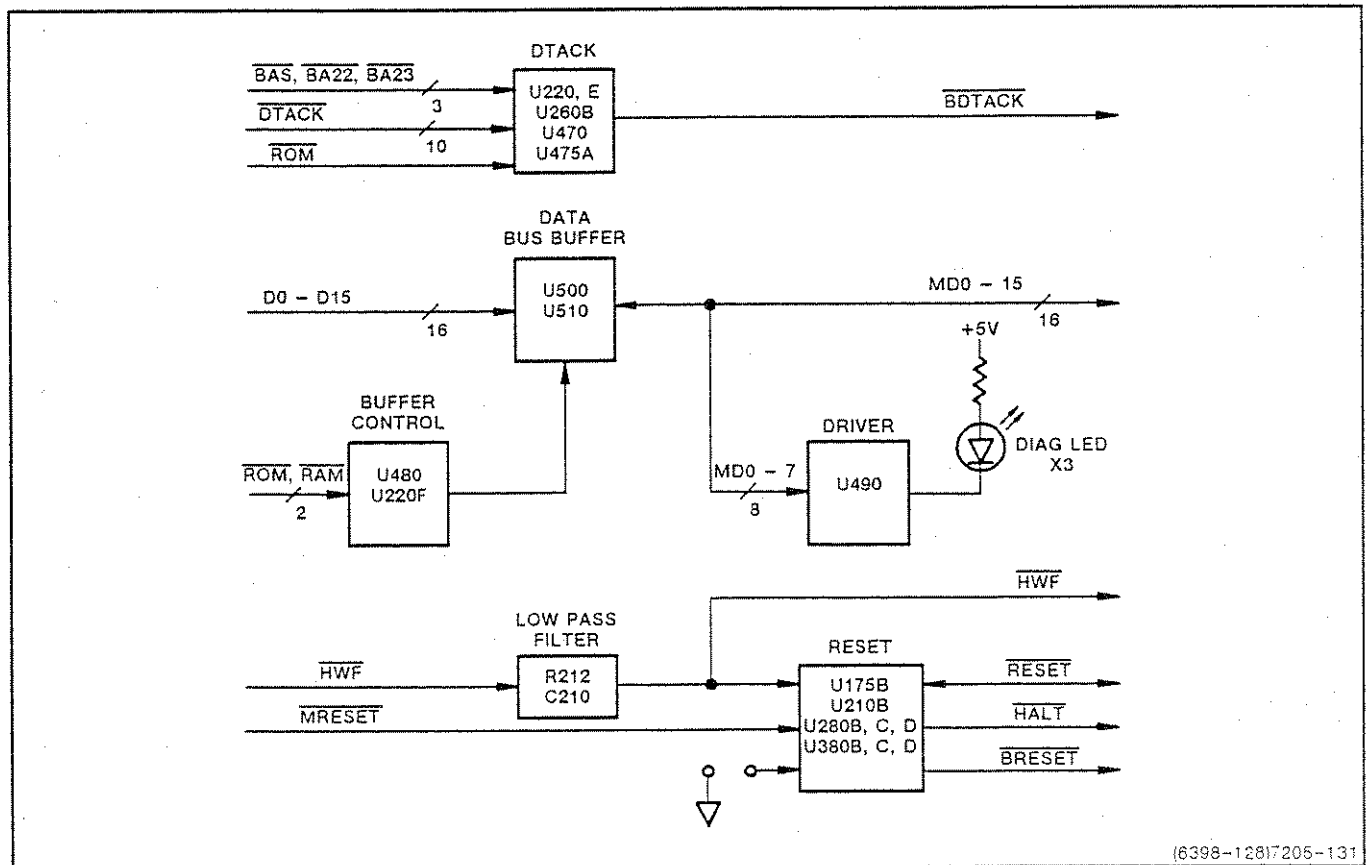 DTACK
BAS, BA22, BA23
3
DTACK
10
ROM
U220, E
U260B
U470
U475A
BDTACK
DATA
BUS BUFFER
D0 – D15
16
U500
U510
MD0 – 15
16
+5V
DIAG LED
X3
BUFFER
CONTROL
ROM, RAM
2
U480
U220F
DRIVER
MD0 – 7
8
U490
HWF
LOW PASS
FILTER
HWF
R212
C210
MRESET
RESET
U175B
U210B
U280B, C, D
U380B, C, D
RESET
HALT
BRESET
(6398-128)7205-131